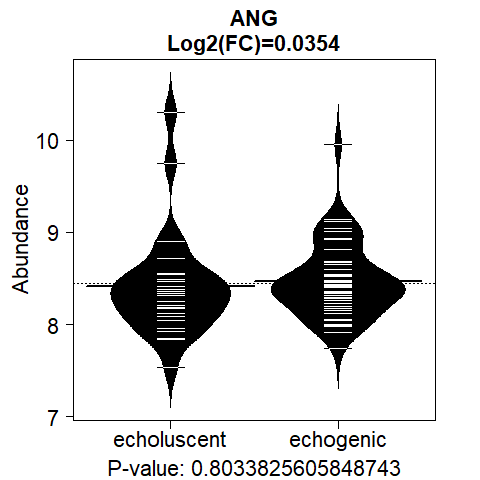 ANG
Log2(FC)=0.0354
Abundance
10
9
8
7
echoluscent echogenic
P-value: 0.8033825605848743